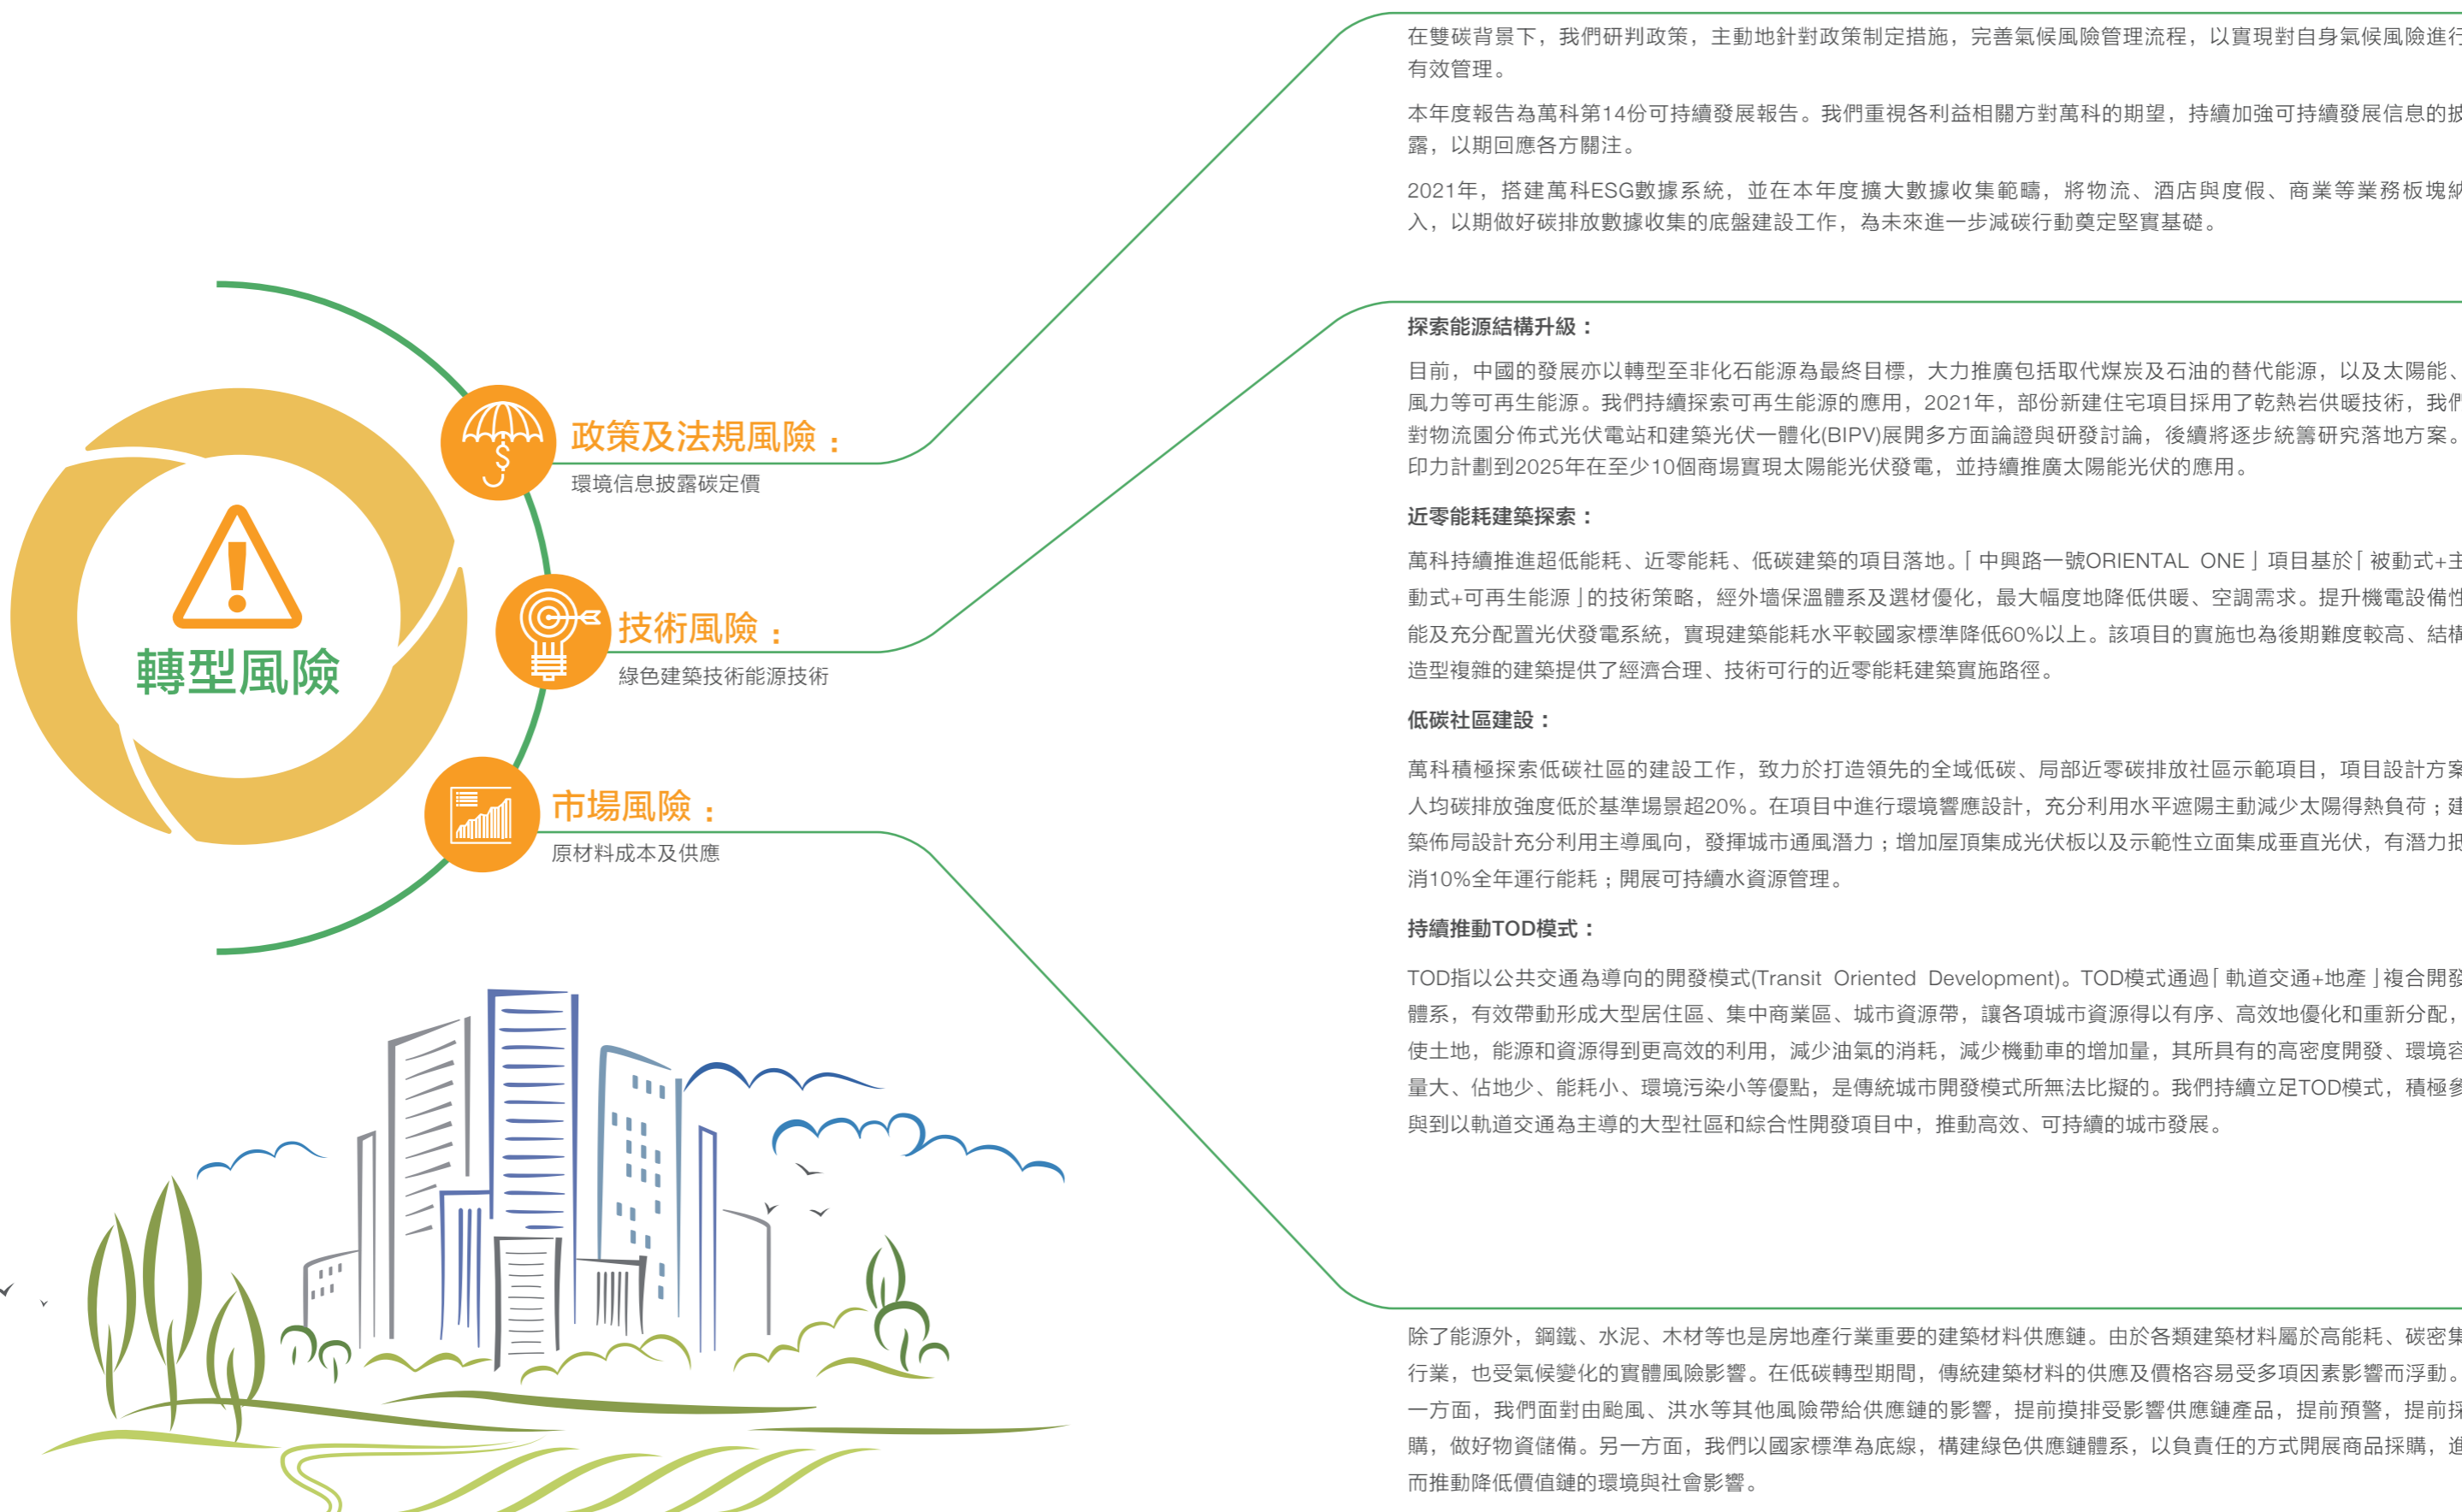 轉型風險
政策及法規風險：
環境信息披露碳定價
在雙碳背景下，我們研判政策，主動地針對政策制定措施，完善氣候風險管理流程，以實現對自身氣候風險進行
有效管理。
本年度報告為萬科第14份可持續發展報告。我們重視各利益相關方對萬科的期望，持續加強可持續發展信息的披
露，以期回應各方關注。
2021年，搭建萬科ESG數據系統，並在本年度擴大數據收集範疇，將物流、酒店與度假、商業等業務板塊納
入，以期做好碳排放數據收集的底盤建設工作，為未來進一步減碳行動奠定堅實基礎。
技術風險：
綠色建築技術能源技術
探索能源結構升級：
目前，中國的發展亦以轉型至非化石能源為最終目標，大力推廣包括取代煤炭及石油的替代能源，以及太陽能、
風力等可再生能源。我們持續探索可再生能源的應用，2021年，部份新建住宅項目採用了乾熱岩供暖技術，我們
對物流園分佈式光伏電站和建築光伏一體化(BIPV)展開多方面論證與研發討論，後續將逐步統籌研究落地方案。
印力計劃到2025年在至少10個商場實現太陽能光伏發電，並持續推廣太陽能光伏的應用。
近零能耗建築探索：
萬科持續推進超低能耗、近零能耗、低碳建築的項目落地。「中興路一號ORIENTAL ONE」項目基於「被動式+主
動式+可再生能源」的技術策略，經外墻保溫體系及選材優化，最大幅度地降低供暖、空調需求。提升機電設備性
能及充分配置光伏發電系統，實現建築能耗水平較國家標準降低60%以上。該項目的實施也為後期難度較高、結構
造型複雜的建築提供了經濟合理、技術可行的近零能耗建築實施路徑。
低碳社區建設：
萬科積極探索低碳社區的建設工作，致力於打造領先的全域低碳、局部近零碳排放社區示範項目，項目設計方案
人均碳排放強度低於基準場景超20%。在項目中進行環境響應設計，充分利用水平遮陽主動減少太陽得熱負荷；建
築佈局設計充分利用主導風向，發揮城市通風潛力；增加屋頂集成光伏板以及示範性立面集成垂直光伏，有潛力抵
消10%全年運行能耗；開展可持續水資源管理。
持續推動TOD模式：
TOD指以公共交通為導向的開發模式(Transit Oriented Development)。TOD模式通過「軌道交通+地產」複合開發
體系，有效帶動形成大型居住區、集中商業區、城市資源帶，讓各項城市資源得以有序、高效地優化和重新分配，
使土地，能源和資源得到更高效的利用，減少油氣的消耗，減少機動車的增加量，其所具有的高密度開發、環境容
量大、佔地少、能耗小、環境污染小等優點，是傳統城市開發模式所無法比擬的。我們持續立足TOD模式，積極參
與到以軌道交通為主導的大型社區和綜合性開發項目中，推動高效、可持續的城市發展。
市場風險：
原材料成本及供應
除了能源外，鋼鐵、水泥、木材等也是房地產行業重要的建築材料供應鏈。由於各類建築材料屬於高能耗、碳密集
行業，也受氣候變化的實體風險影響。在低碳轉型期間，傳統建築材料的供應及價格容易受多項因素影響而浮動。
一方面，我們面對由颱風、洪水等其他風險帶給供應鏈的影響，提前摸排受影響供應鏈產品，提前預警，提前採
購，做好物資儲備。另一方面，我們以國家標準為底線，構建綠色供應鏈體系，以負責任的方式開展商品採購，進
而推動降低價值鏈的環境與社會影響。